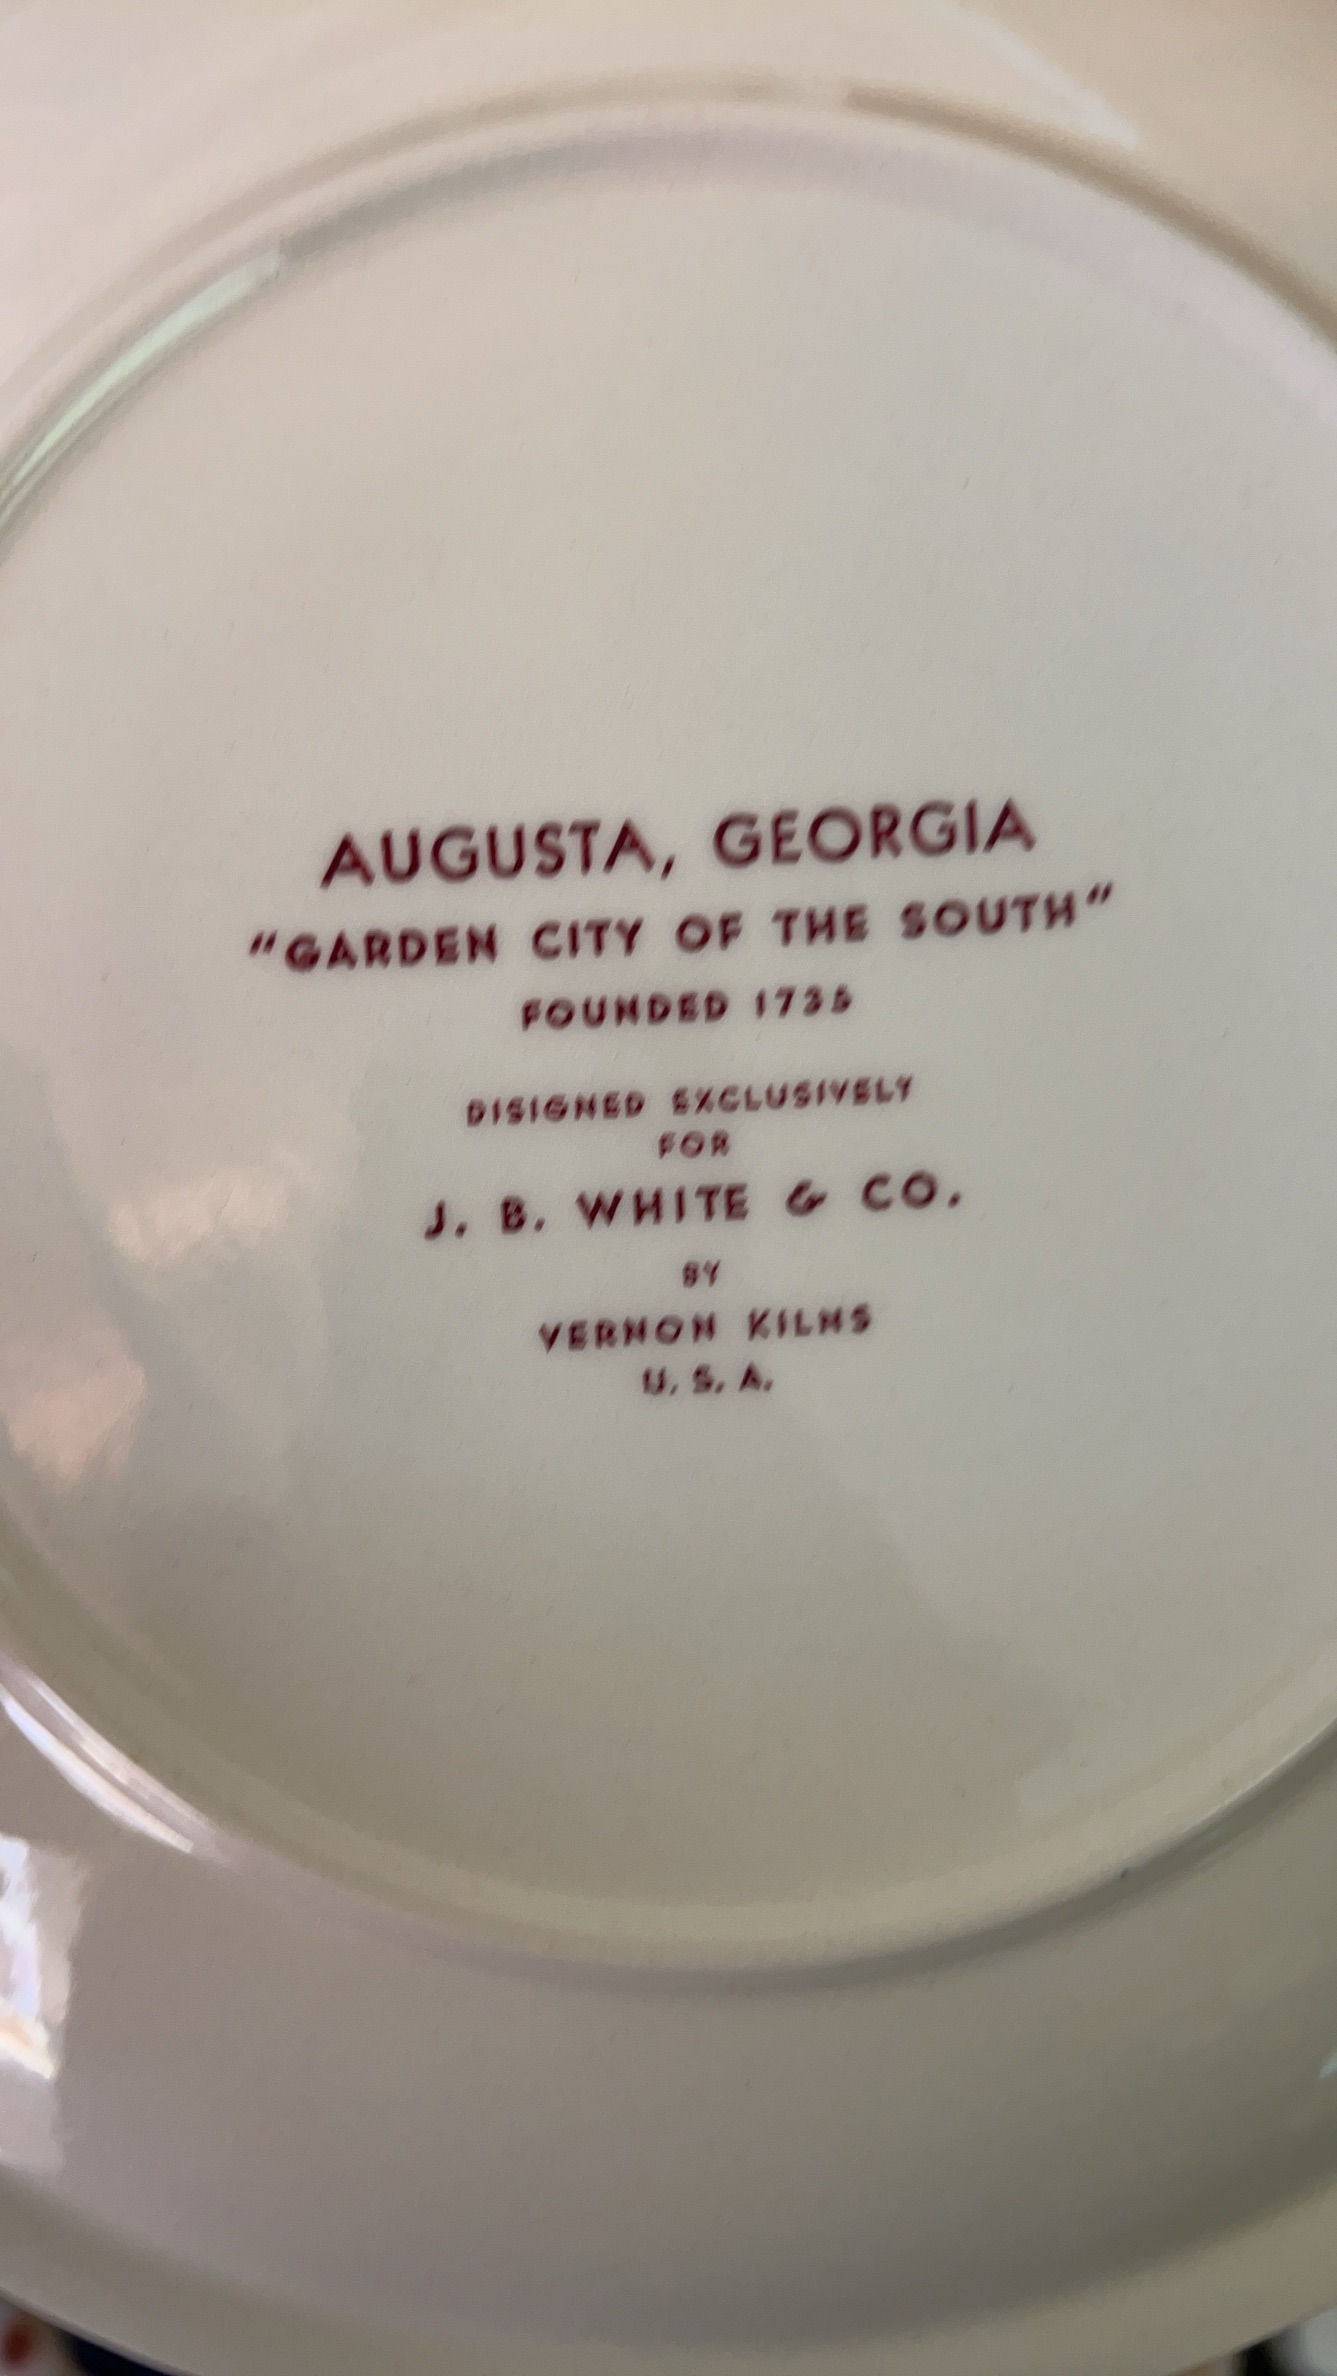 AUGUSTA, GEORGIA
"GARDEN CITY OF THE SOUTH"
FOUNDED 1735
DISIGNED EXCLUSIVELY
FOR
J. B. WHITE & CO.
BY
VERNON KILNS
U. S. A.